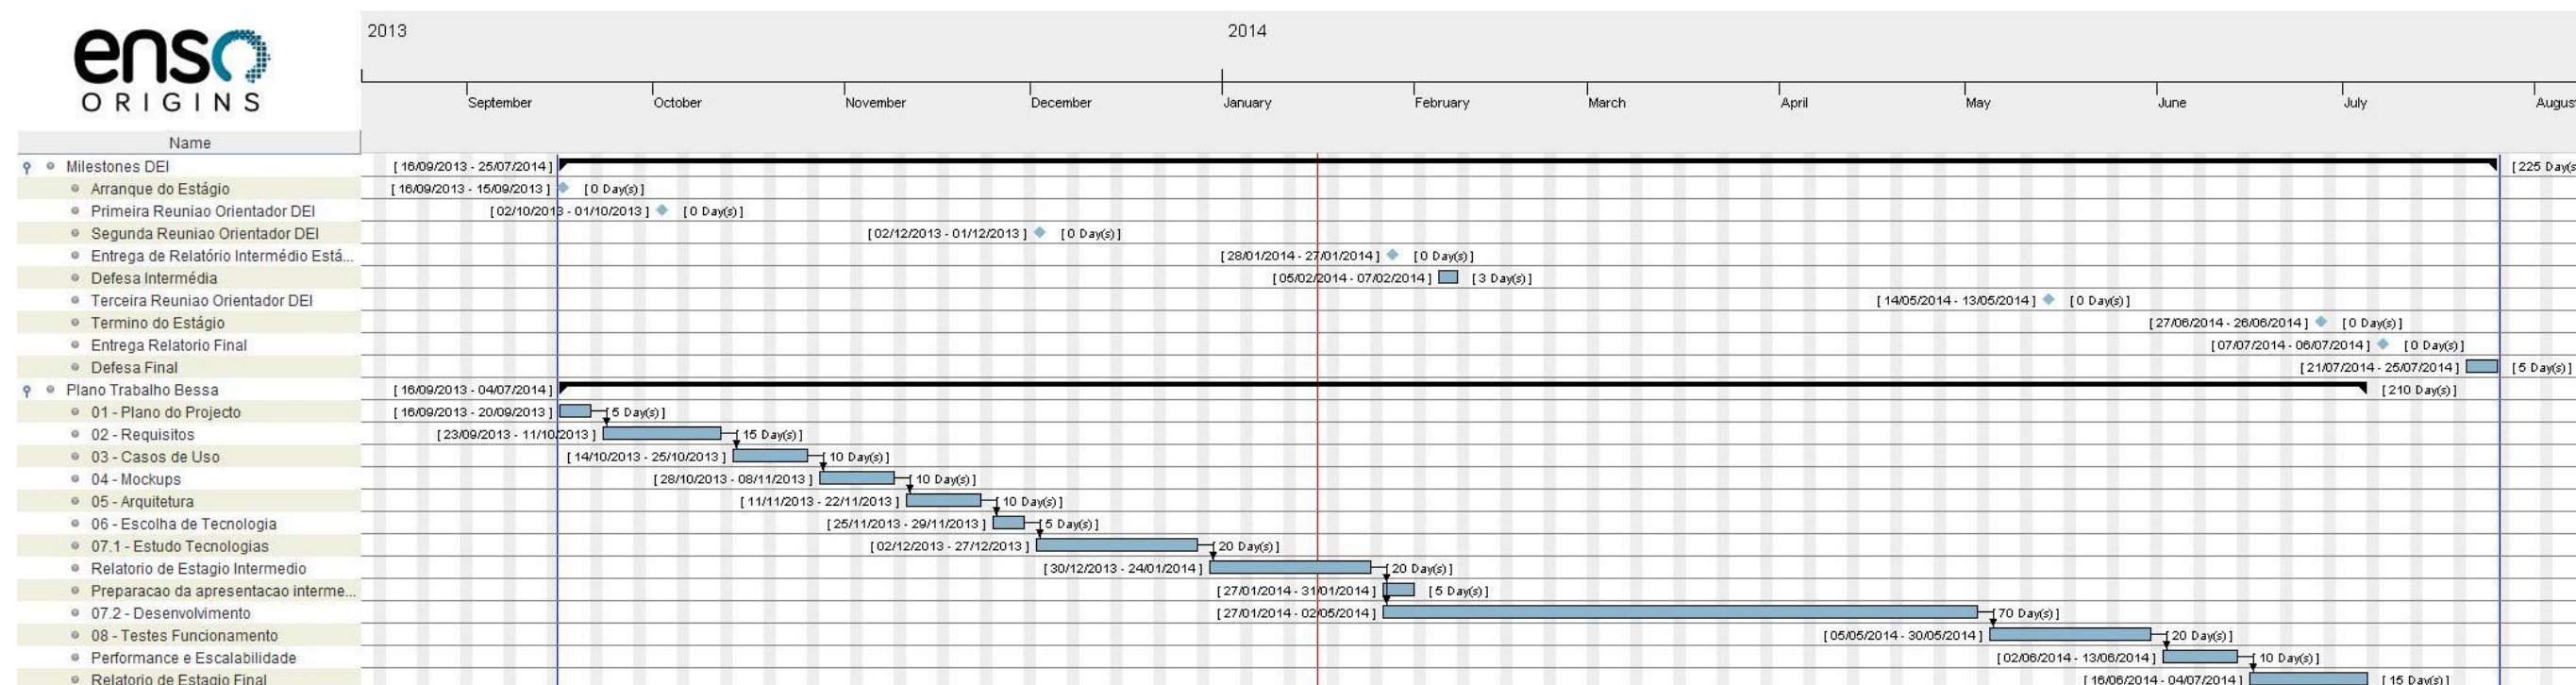 enso
ORIGINS
2013 2014
September October November December January February March April May June July Augus
Name
Milestones DEI [16/09/2013 - 25/07/2014] [225 Day(s
Arranque do Estágio [16/09/2013 - 15/09/2013] [0 Day(s)]
Primeira Reuniao Orientador DEI [02/10/2013 - 01/10/2013] [0 Day(s)]
Segunda Reuniao Orientador DEI [02/12/2013 - 01/12/2013] [0 Day(s)]
Entrega de Relatório Intermédio Está... [28/01/2014 - 27/01/2014] [0 Day(s)]
Defesa Intermédia [05/02/2014 - 07/02/2014] [3 Day(s)]
Terceira Reuniao Orientador DEI [14/05/2014 - 13/05/2014] [0 Day(s)]
Termino do Estágio [27/06/2014 - 26/06/2014] [0 Day(s)]
Entrega Relatorio Final [07/07/2014 - 06/07/2014] [0 Day(s)]
Defesa Final [21/07/2014 - 25/07/2014] [5 Day(s)]
Plano Trabalho Bessa [16/09/2013 - 04/07/2014] [210 Day(s)]
01 - Plano do Projecto [16/09/2013 - 20/09/2013] [5 Day(s)]
02 - Requisitos [23/09/2013 - 11/10/2013] [15 Day(s)]
03 - Casos de Uso [14/10/2013 - 25/10/2013] [10 Day(s)]
04 - Mockups [28/10/2013 - 08/11/2013] [10 Day(s)]
05 - Arquitetura [11/11/2013 - 22/11/2013] [10 Day(s)]
06 - Escolha de Tecnologia [25/11/2013 - 29/11/2013] [5 Day(s)]
07.1 - Estudo Tecnologias [02/12/2013 - 27/12/2013] [20 Day(s)]
Relatorio de Estagio Intermedio [30/12/2013 - 24/01/2014] [20 Day(s)]
Preparacao da apresentacao interme... [27/01/2014 - 31/01/2014] [5 Day(s)]
07.2 - Desenvolvimento [27/01/2014 - 02/05/2014] [70 Day(s)]
08 - Testes Funcionamento [05/05/2014 - 30/05/2014] [20 Day(s)]
Performance e Escalabilidade [02/06/2014 - 13/06/2014] [10 Day(s)]
Relatorio de Estagio Final [16/06/2014 - 04/07/2014] [15 Day(s)]